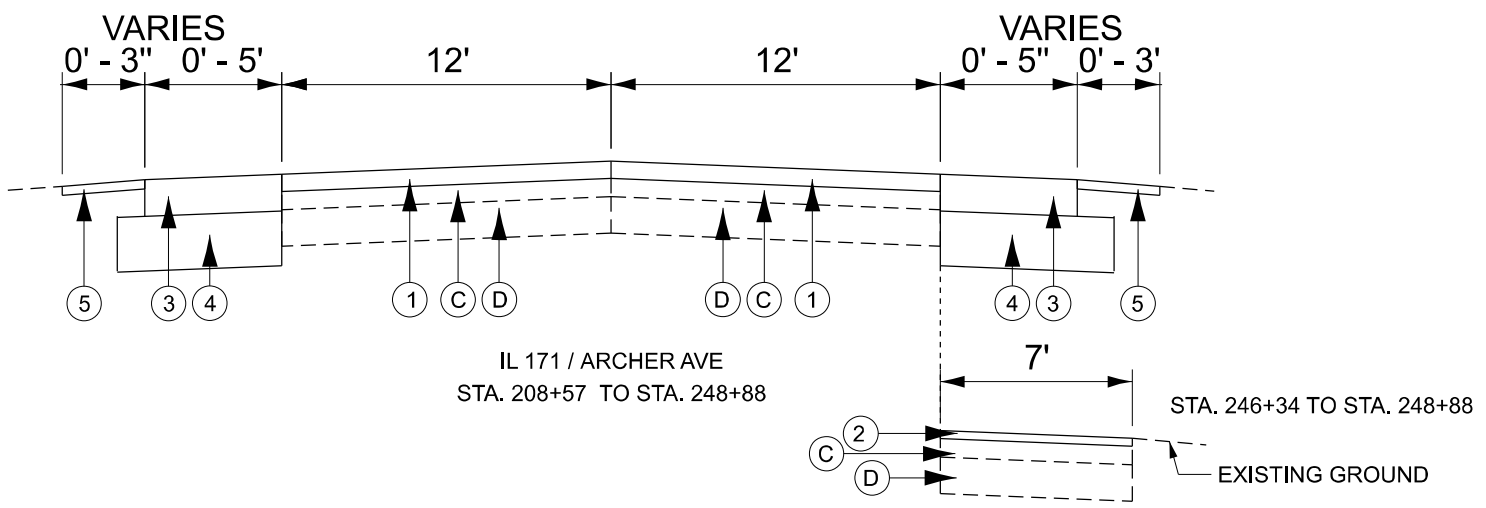 VARIES
VARIES
0' - 3"
0' - 5'
12'
12'
0' - 5"
0' - 3'
5
3
4
1
C
D
D
C
1
4
3
5
IL 171 / ARCHER AVE
STA. 208+57 TO STA. 248+88
7'
STA. 246+34 TO STA. 248+88
2
C
D
EXISTING GROUND